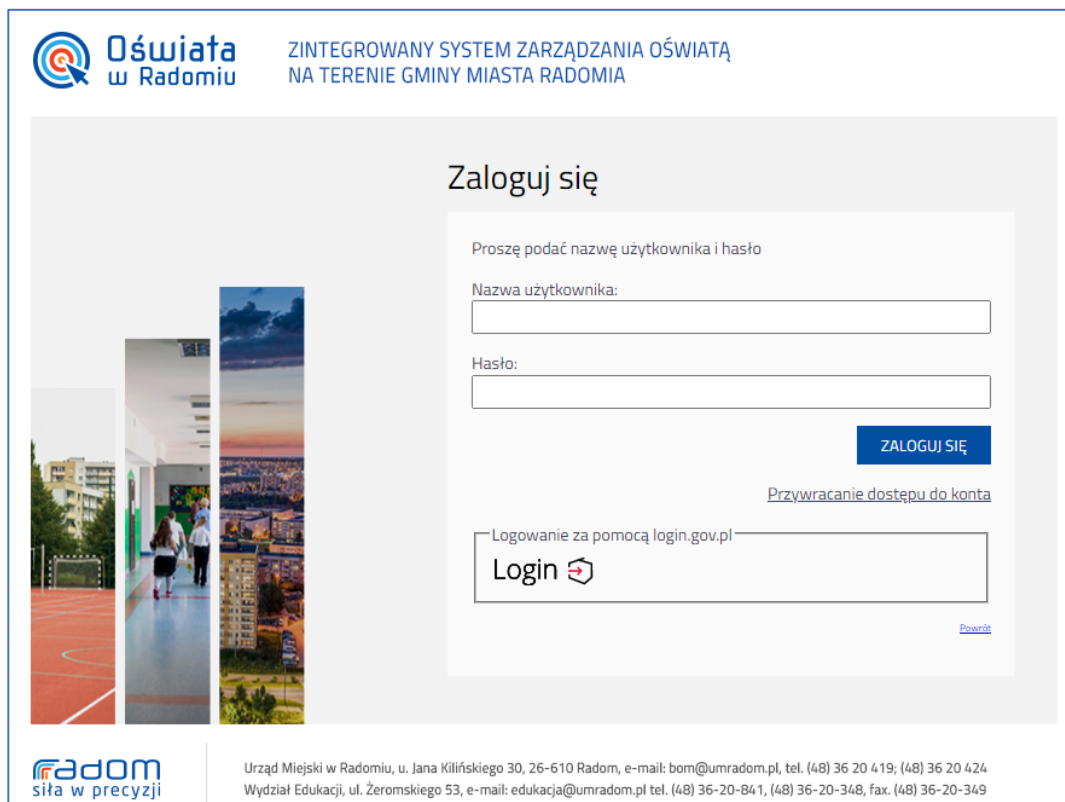 Oświata
w Radomiu
ZINTEGROWANY SYSTEM ZARZĄDZANIA OŚWIATĄ
NA TERENIE GMINY MIASTA RADOMIA
Zaloguj się
Proszę podać nazwę użytkownika i hasło
Nazwa użytkownika:
Hasło:
ZALOGUJ SIĘ
Przywracanie dostępu do konta
Logowanie za pomocą login.gov.pl
Login
Powrót
radom
siła w precyzji
Urząd Miejski w Radomiu, u. Jana Kilińskiego 30, 26-610 Radom, e-mail: bom@umradom.pl, tel. (48) 36 20 419; (48) 36 20 424
Wydział Edukacji, ul. Żeromskiego 53, e-mail: edukacja@umradom.pl tel. (48) 36-20-841, (48) 36-20-348, fax. (48) 36-20-349